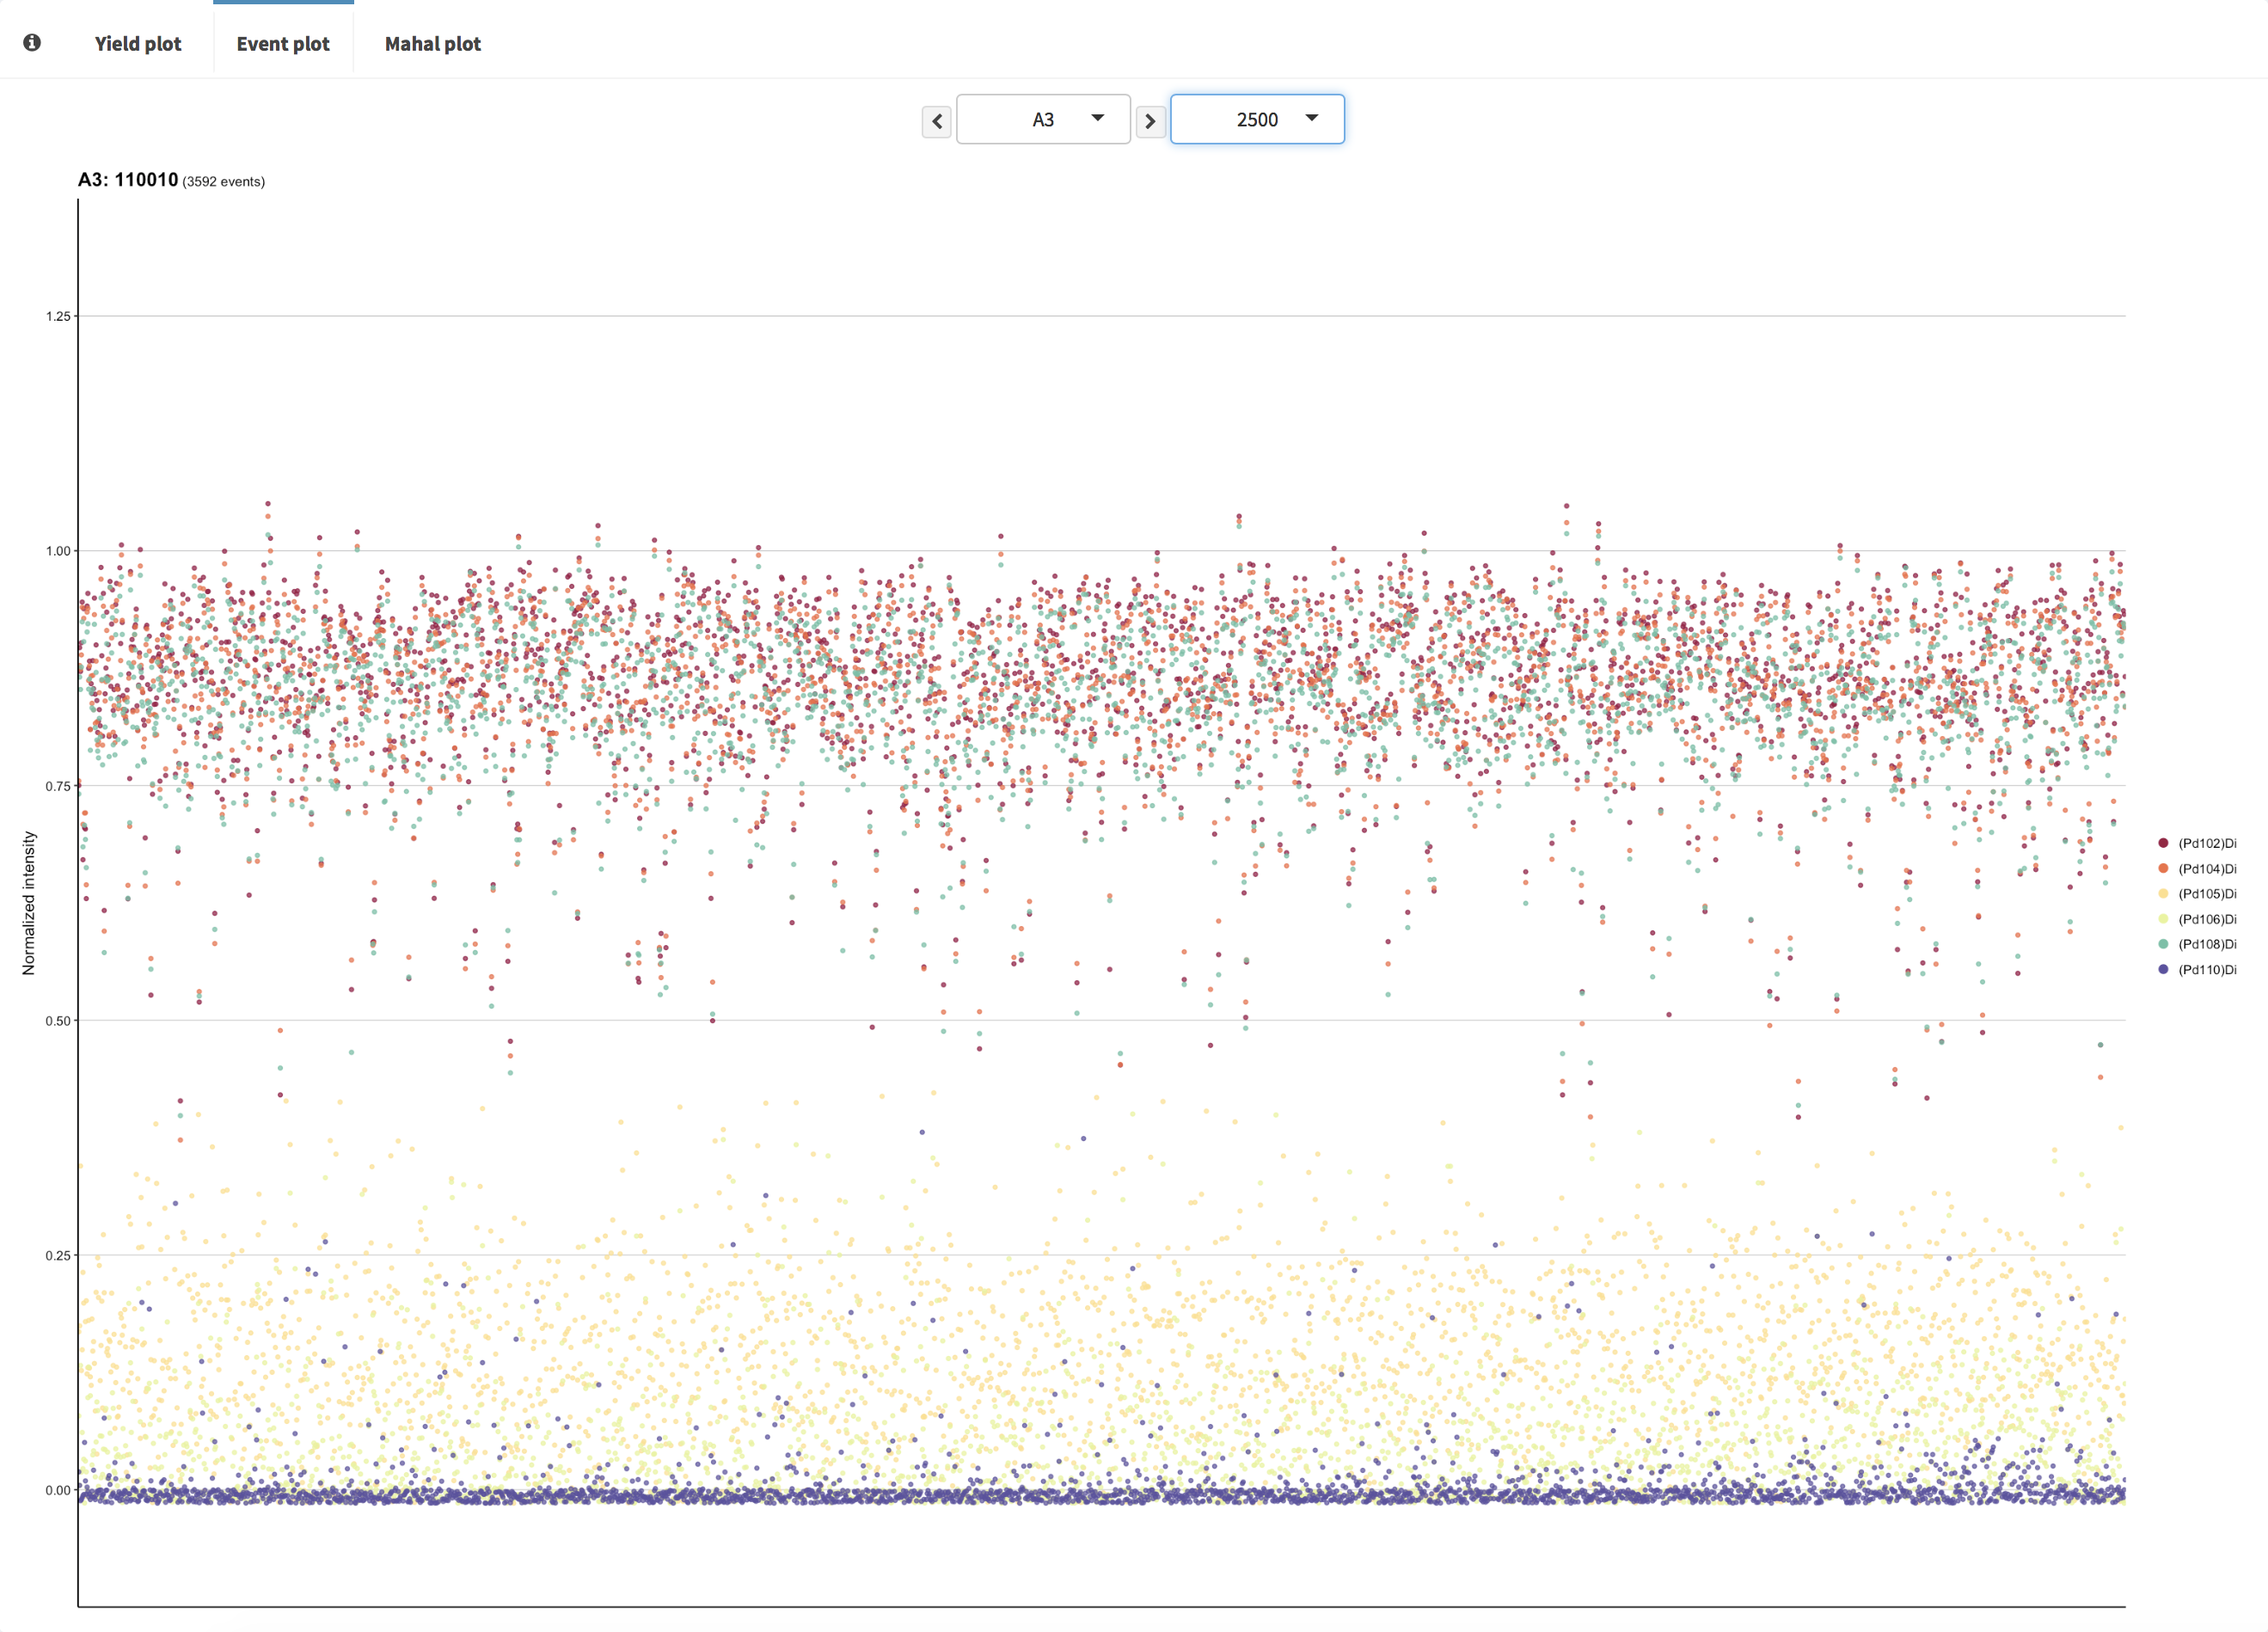 Yield plot Event plot Mahal plot
A3 2500
A3: 110010 (3592 events)
1.25
1.00
0.75
0.50
0.25
0.00
Normalized intensity
(Pd102)Di
(Pd104)Di
(Pd105)Di
(Pd106)Di
(Pd108)Di
(Pd110)Di